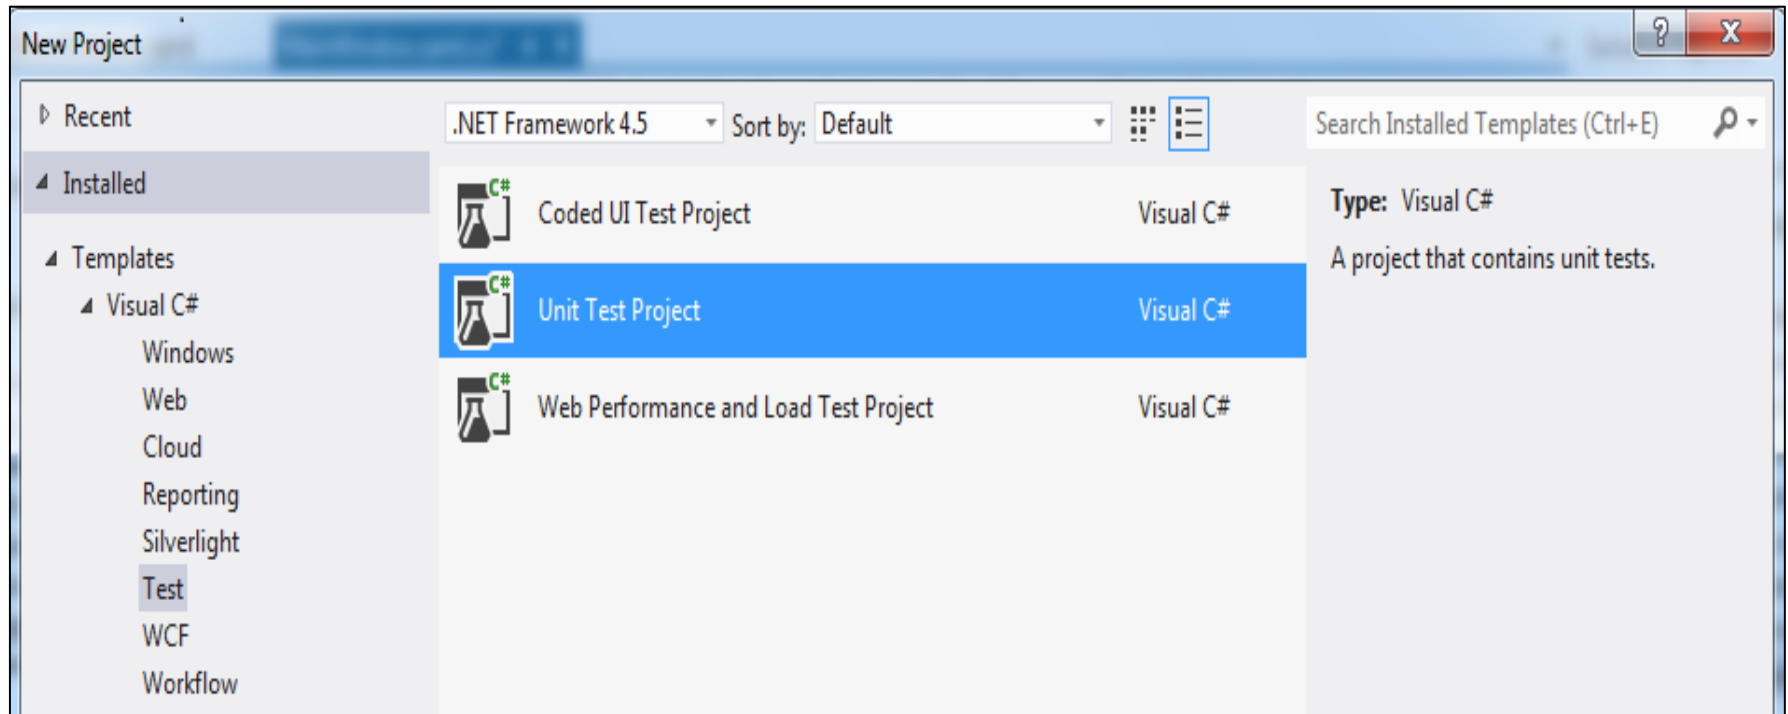 New Project
Recent
Installed
Templates
Visual C#
Windows
Web
Cloud
Reporting
Silverlight
Test
WCF
Workflow
.NET Framework 4.5 Sort by: Default
C# Coded UI Test Project Visual C#
C# Unit Test Project Visual C#
C# Web Performance and Load Test Project Visual C#
Search Installed Templates (Ctrl+E)
Type: Visual C#
A project that contains unit tests.